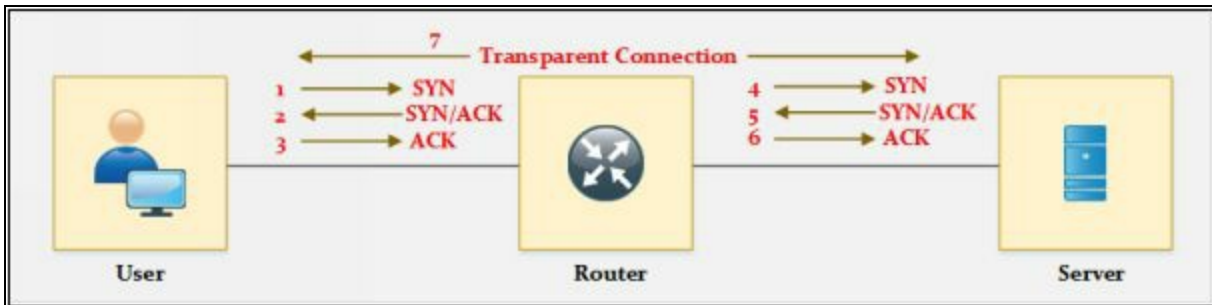 7
Transparent Connection
1 SYN
2 SYN/ACK
3 ACK
4 SYN
5 SYN/ACK
6 ACK
User
Router
Server